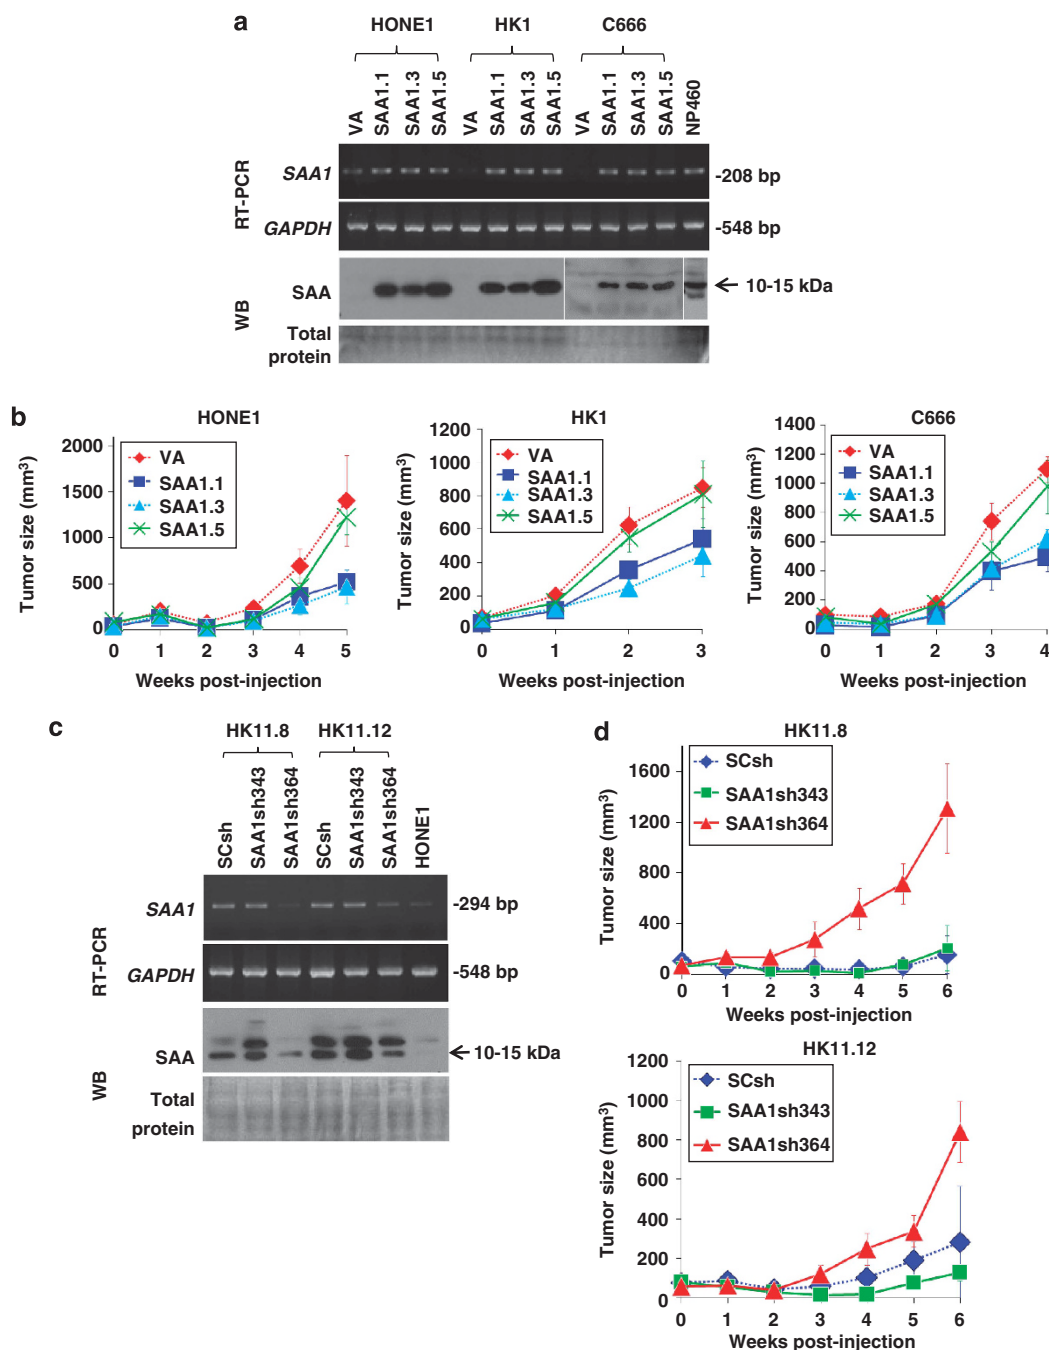 a
HONE1 HK1 C666
VA SAA1.1 SAA1.3 SAA1.5 VA SAA1.1 SAA1.3 SAA1.5 VA SAA1.1 SAA1.3 SAA1.5 NP460
RT-PCR
SAA1 -208 bp
GAPDH -548 bp
WB
SAA 10-15 kDa
Total
protein
b
HONE1
Tumor size (mm³)
2000
1500
1000
500
0
VA
SAA1.1
SAA1.3
SAA1.5
0 1 2 3 4 5
Weeks post-injection
HK1
Tumor size (mm³)
1200
1000
800
600
400
200
0
VA
SAA1.1
SAA1.3
SAA1.5
0 1 2 3
Weeks post-injection
C666
Tumor size (mm³)
1400
1200
1000
800
600
400
200
0
VA
SAA1.1
SAA1.3
SAA1.5
0 1 2 3 4
Weeks post-injection
c
HK11.8 HK11.12
SCsh SAA1sh343 SAA1sh364 SCsh SAA1sh343 SAA1sh364 HONE1
RT-PCR
SAA1 -294 bp
GAPDH -548 bp
WB
SAA 10-15 kDa
Total
protein
d
HK11.8
Tumor size (mm³)
1600
1200
800
400
0
SCsh
SAA1sh343
SAA1sh364
0 1 2 3 4 5 6
Weeks post-injection
HK11.12
Tumor size (mm³)
1200
1000
800
600
400
200
0
SCsh
SAA1sh343
SAA1sh364
0 1 2 3 4 5 6
Weeks post-injection